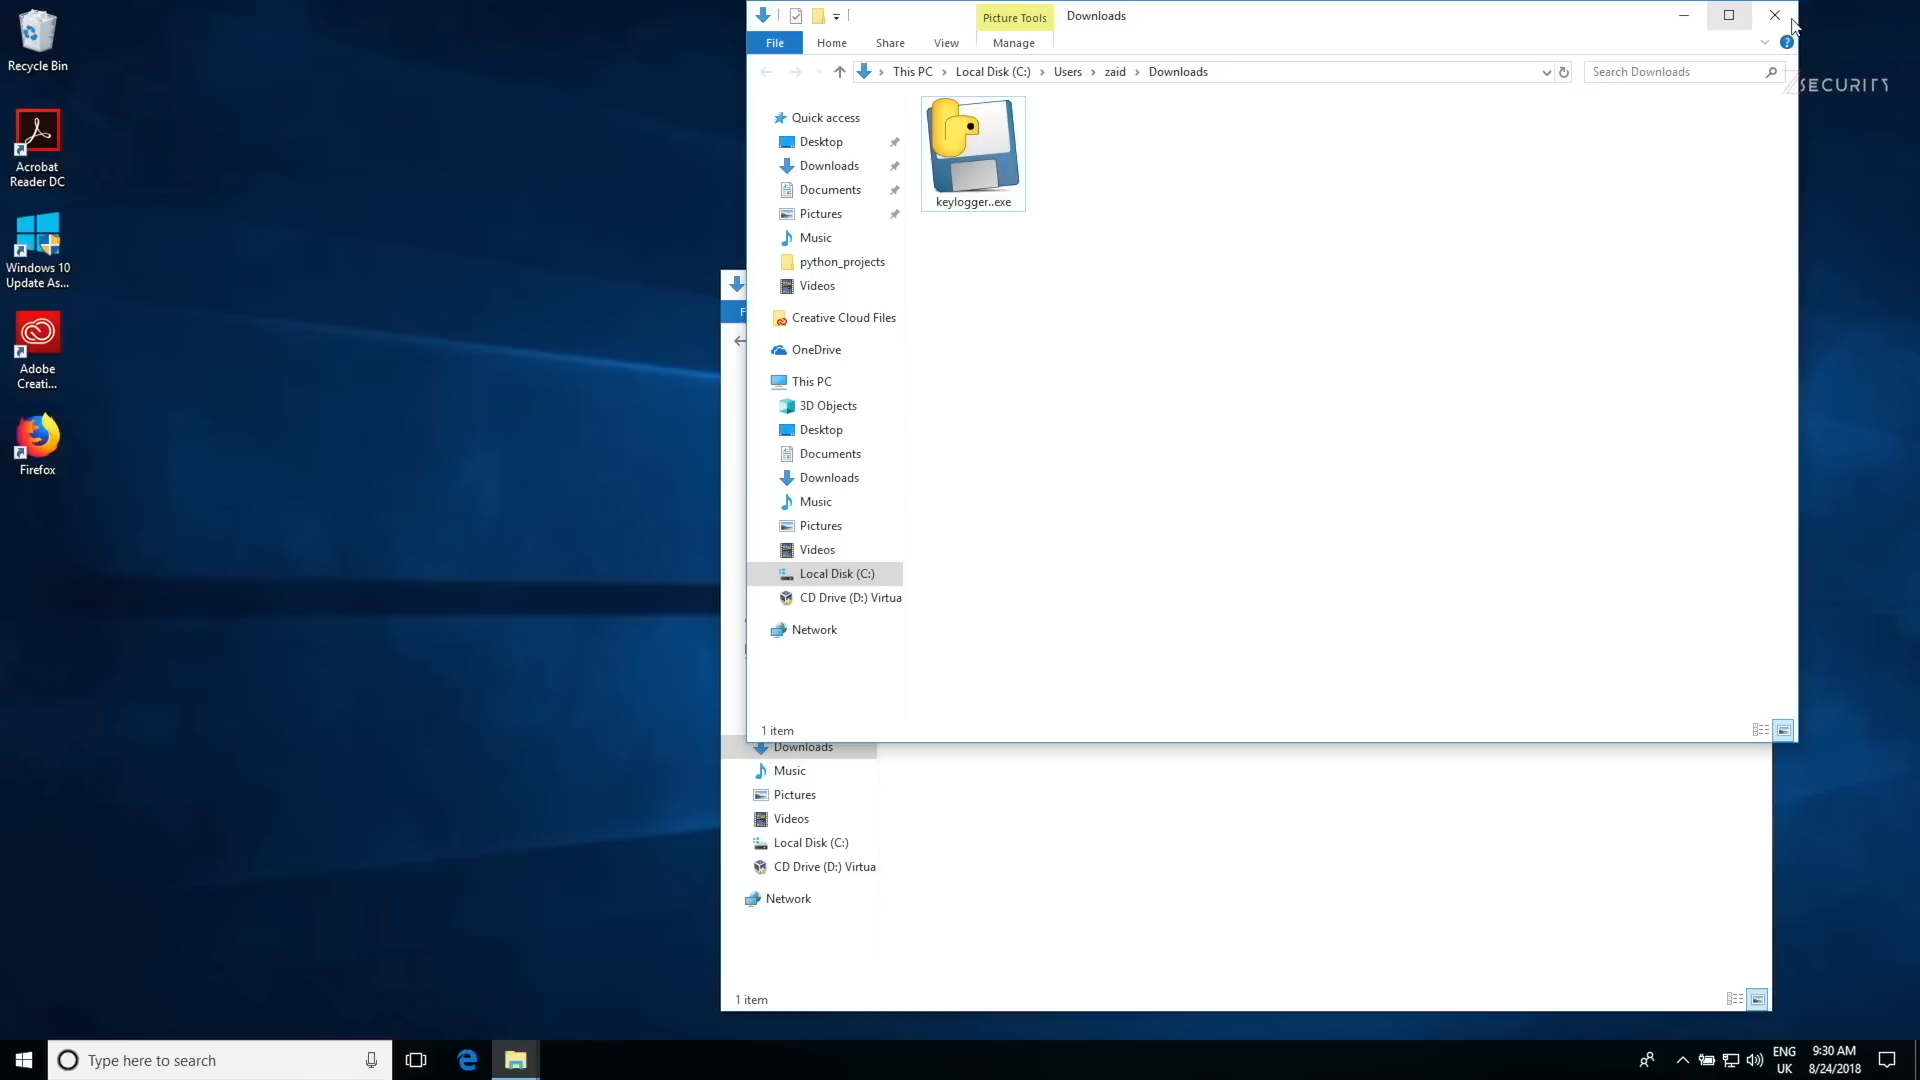 Recycle Bin
Acrobat
Reader DC
Windows 10
Update As...
Adobe
Creati...
Firefox
Picture Tools
Downloads
File
Home
Share
View
Manage
This PC
Local Disk (C:)
Users
zaid
Downloads
Search Downloads
SECURITY
Quick access
Desktop
Downloads
Documents
Pictures
Music
python_projects
Videos
Creative Cloud Files
OneDrive
This PC
3D Objects
Desktop
Documents
Downloads
Music
Pictures
Videos
Local Disk (C:)
CD Drive (D:) Virtua
Network
keylogger..exe
1 item
Downloads
Music
Pictures
Videos
Local Disk (C:)
CD Drive (D:) Virtua
Network
1 item
Type here to search
ENG
UK
9:30 AM
8/24/2018